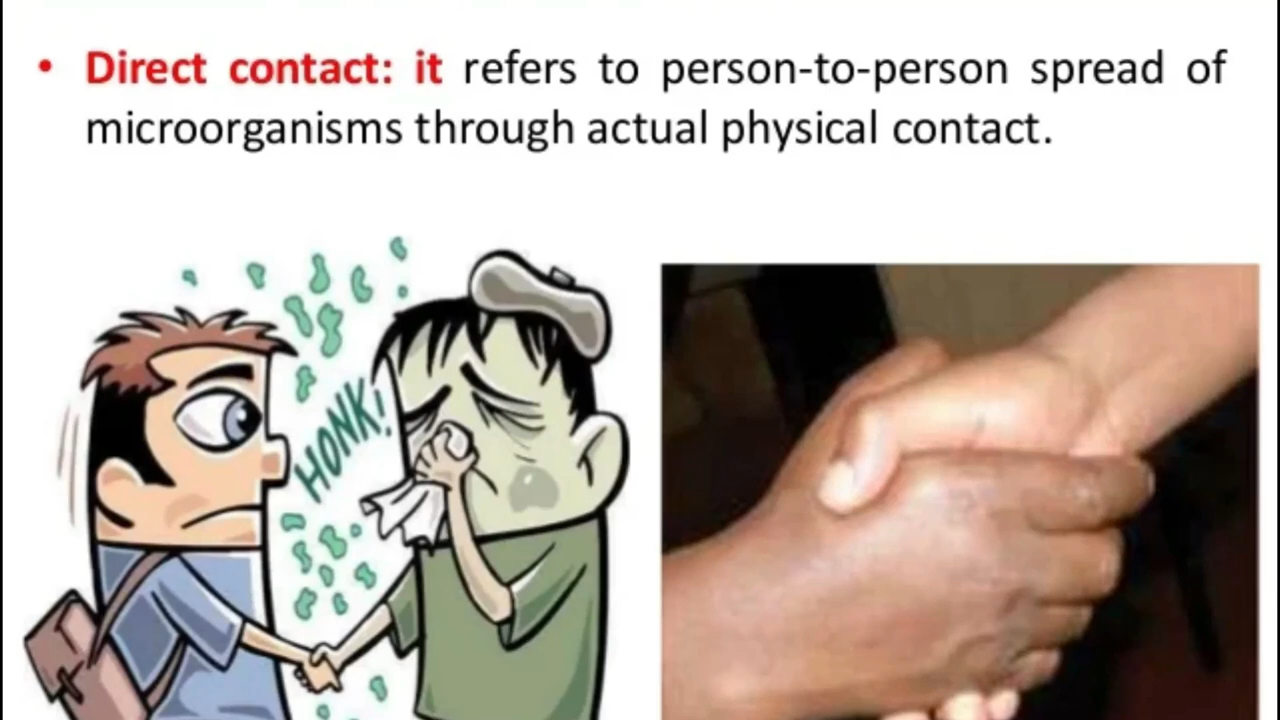 • Direct contact: it refers to person-to-person spread of
microorganisms through actual physical contact.
HONK!